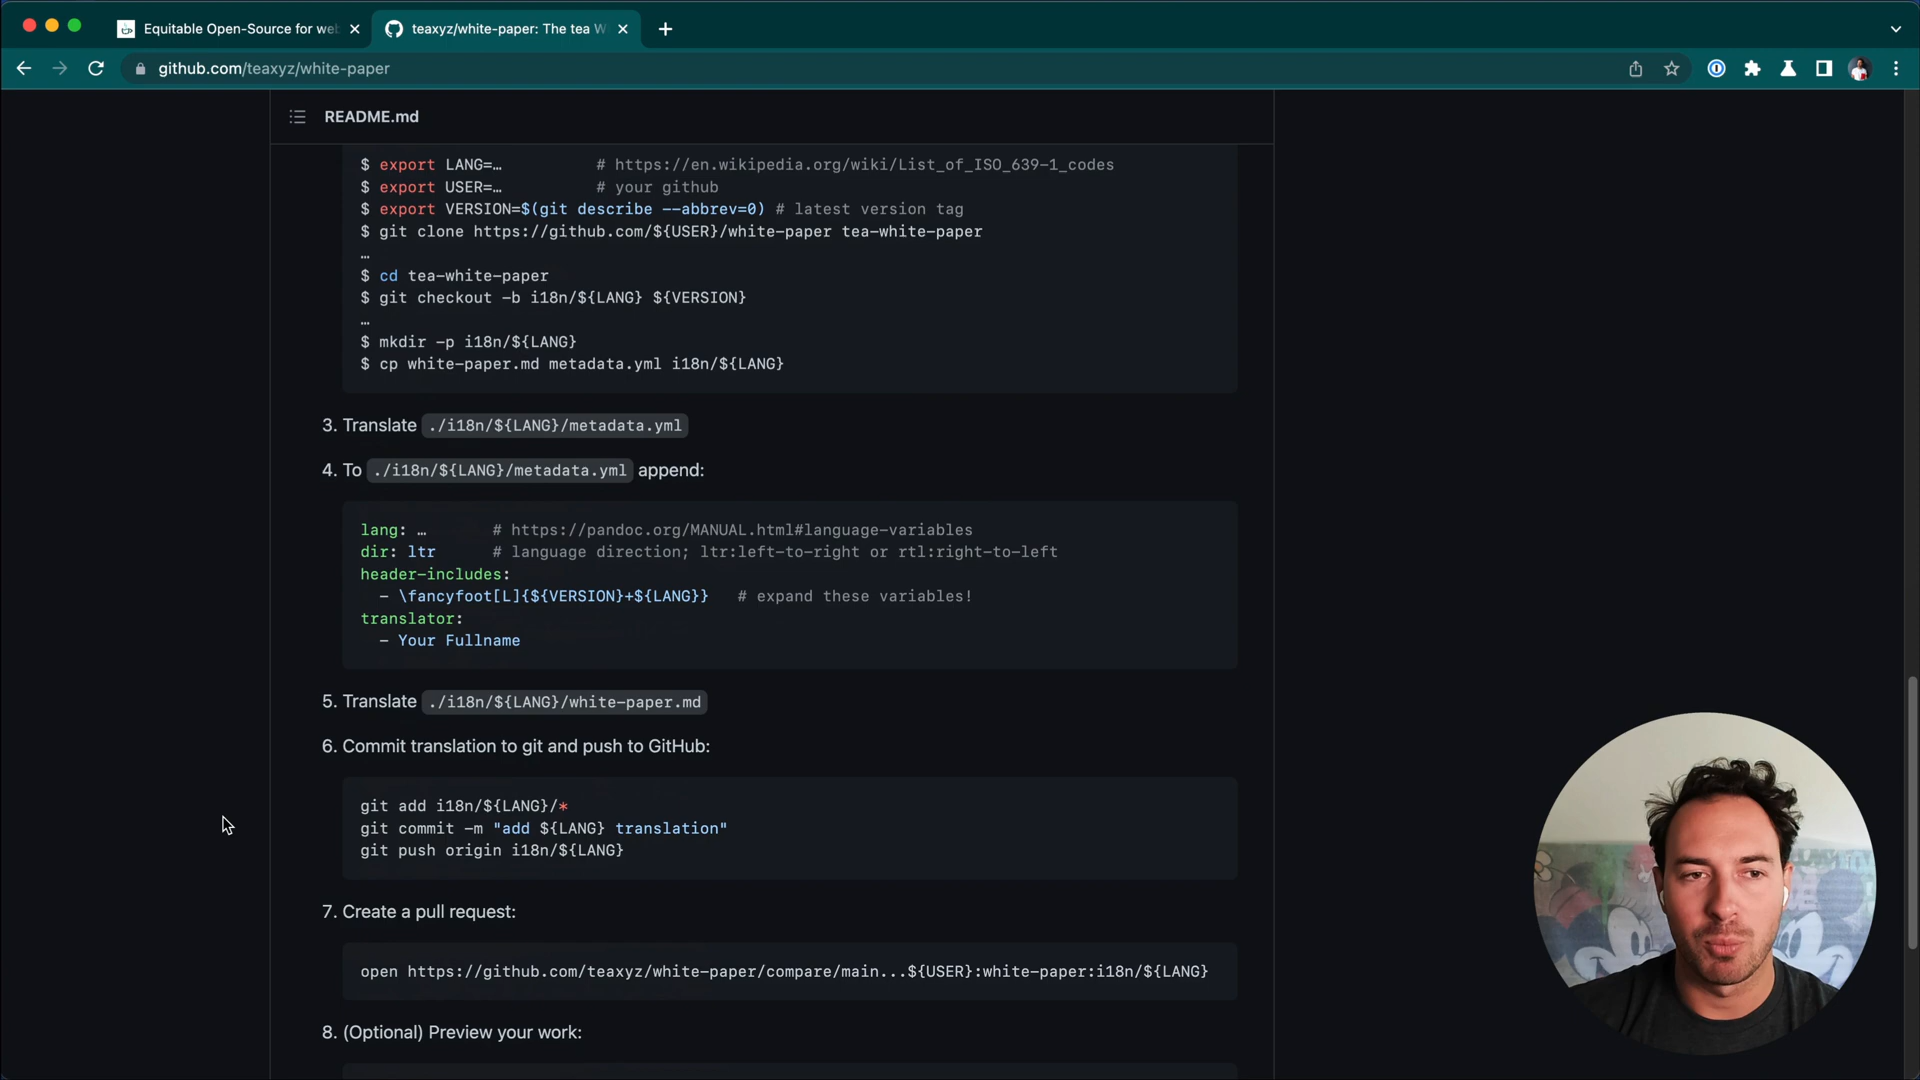 Equitable Open-Source for web
teaxyz/white-paper: The tea W
github.com/teaxyz/white-paper
README.md
$ export LANG=… # https://en.wikipedia.org/wiki/List_of_ISO_639-1_codes
$ export USER=… # your github
$ export VERSION=$(git describe --abbrev=0) # latest version tag
$ git clone https://github.com/${USER}/white-paper tea-white-paper
…
$ cd tea-white-paper
$ git checkout -b i18n/${LANG} ${VERSION}
…
$ mkdir -p i18n/${LANG}
$ cp white-paper.md metadata.yml i18n/${LANG}
3. Translate ./i18n/${LANG}/metadata.yml
4. To ./i18n/${LANG}/metadata.yml append:
lang: … # https://pandoc.org/MANUAL.html#language-variables
dir: ltr # language direction; ltr:left-to-right or rtl:right-to-left
header-includes:
- \fancyfoot[L]{${VERSION}+${LANG}} # expand these variables!
translator:
- Your Fullname
5. Translate ./i18n/${LANG}/white-paper.md
6. Commit translation to git and push to GitHub:
git add i18n/${LANG}/*
git commit -m "add ${LANG} translation"
git push origin i18n/${LANG}
7. Create a pull request:
open https://github.com/teaxyz/white-paper/compare/main...${USER}:white-paper:i18n/${LANG}
8. (Optional) Preview your work: